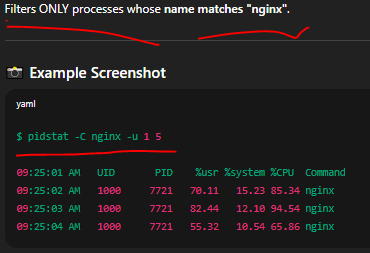 Filters ONLY processes whose name matches "nginx".
📸 Example Screenshot
yaml
$ pidstat -C nginx -u 1 5
09:25:01 AM UID PID %usr %system %CPU Command
09:25:02 AM 1000 7721 70.11 15.23 85.34 nginx
09:25:03 AM 1000 7721 82.44 12.10 94.54 nginx
09:25:04 AM 1000 7721 55.32 10.54 65.86 nginx